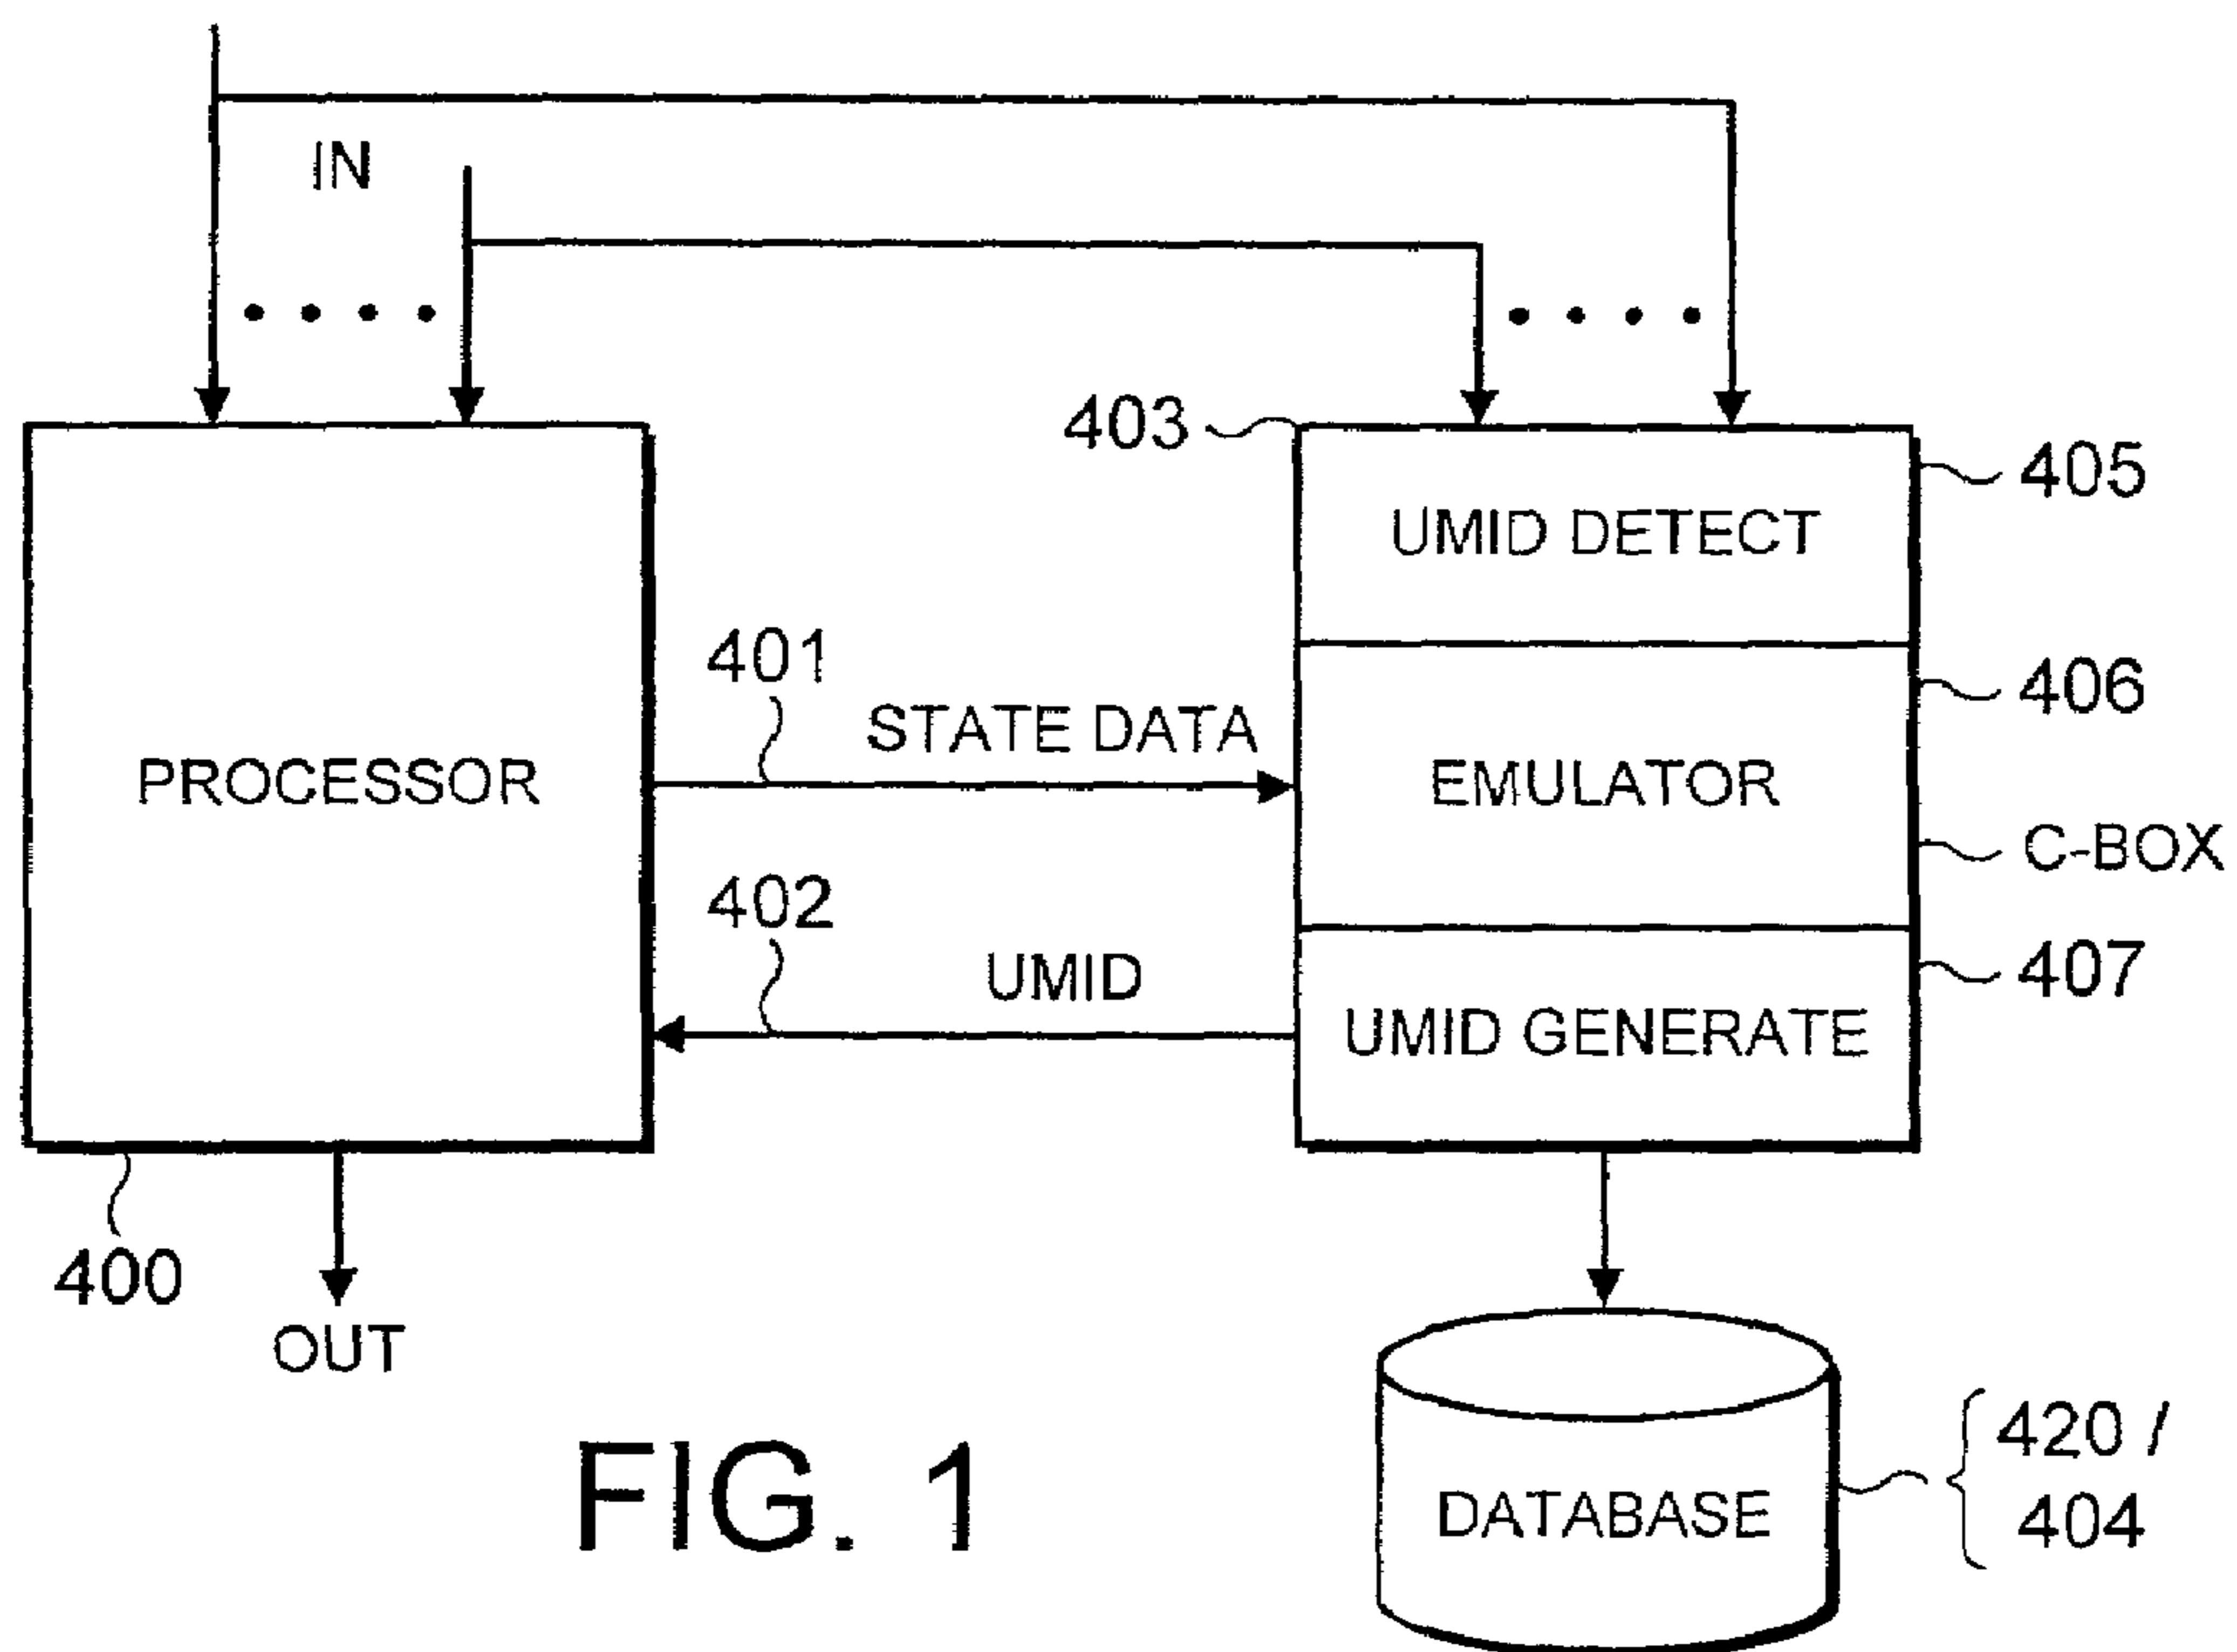 IN
403
405
UMID DETECT
401
406
STATE DATA
PROCESSOR
EMULATOR
C-BOX
402
407
UMID
UMID GENERATE
400
OUT
420 /
DATABASE
404
FIG. 1